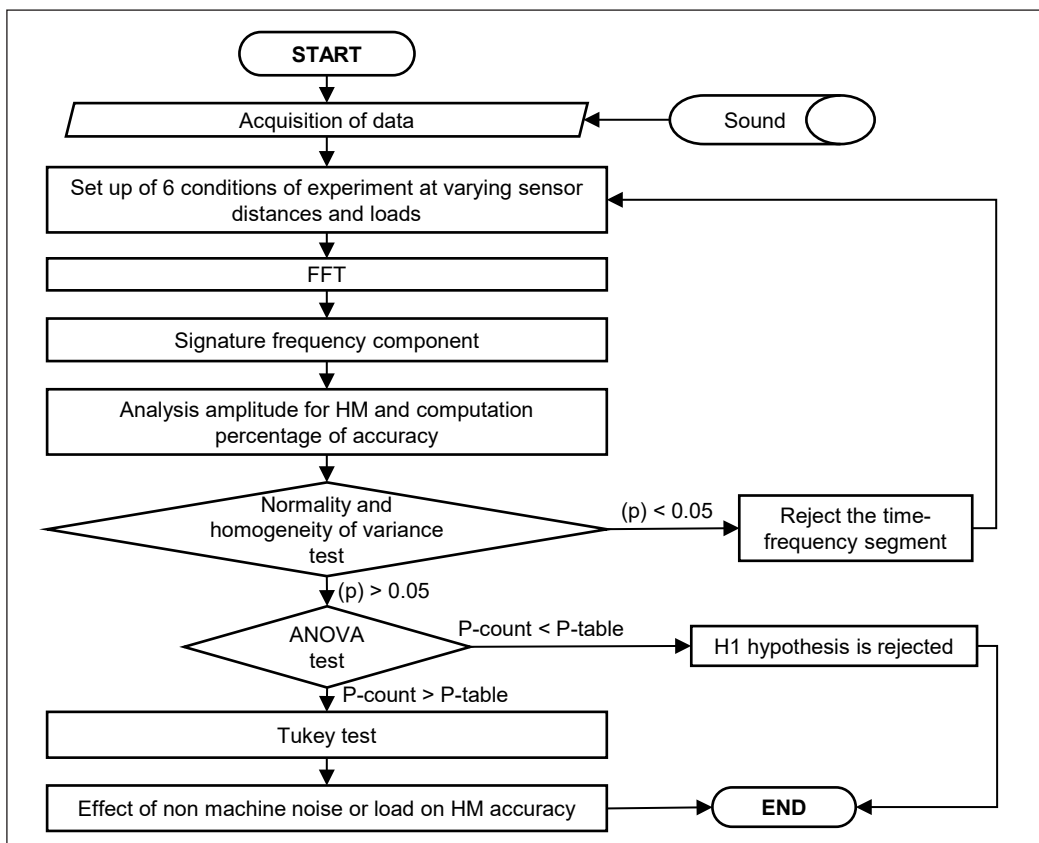 START
Acquisition of data
Sound
Set up of 6 conditions of experiment at varying sensor
distances and loads
FFT
Signature frequency component
Analysis amplitude for HM and computation
percentage of accuracy
Normality and
homogeneity of variance
test
(p) < 0.05
Reject the time-
frequency segment
(p) > 0.05
ANOVA
test
P-count < P-table
H1 hypothesis is rejected
P-count > P-table
Tukey test
Effect of non machine noise or load on HM accuracy
END